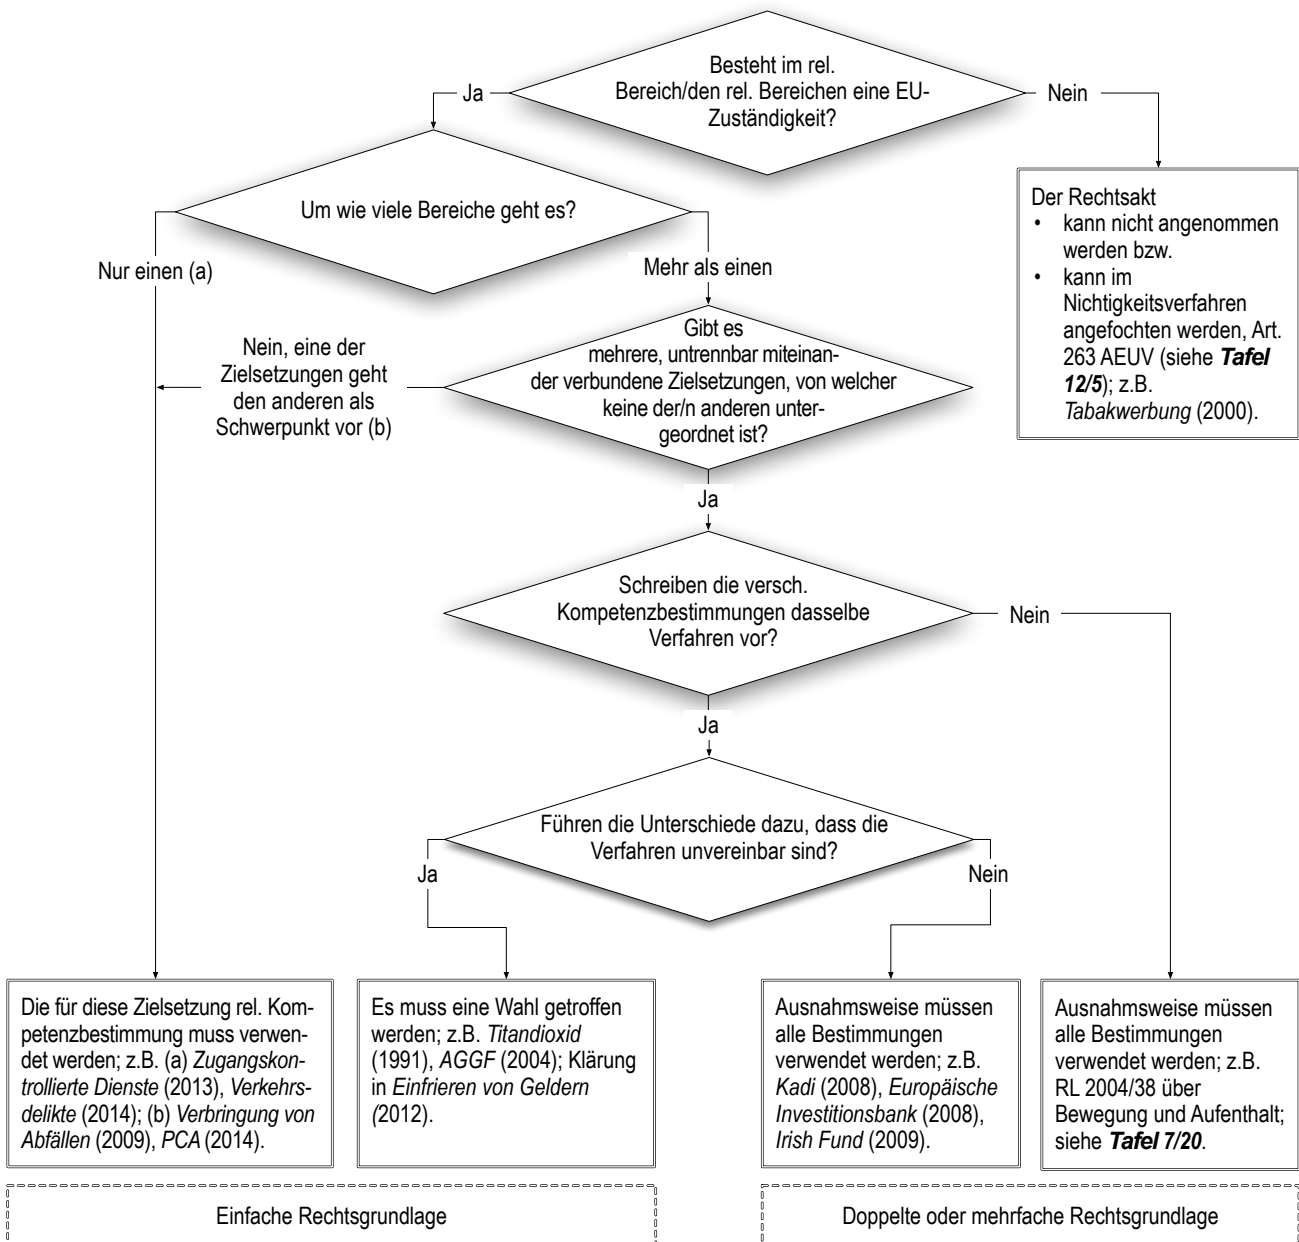 Besteht im rel.
Bereich/den rel. Bereichen eine EU-
Zuständigkeit?
Ja
Nein
Um wie viele Bereiche geht es?
Der Rechtsakt
• kann nicht angenommen
werden bzw.
• kann im
Nichtigkeitsverfahren
angefochten werden, Art.
263 AEUV (siehe Tafel
12/5); z.B.
Tabakwerbung (2000).
Nur einen (a)
Mehr als einen
Gibt es
mehrere, untrennbar miteinan-
der verbundene Zielsetzungen, von welcher
keine der/n anderen unter-
geordnet ist?
Nein, eine der
Zielsetzungen geht
den anderen als
Schwerpunkt vor (b)
Ja
Schreiben die versch.
Kompetenzbestimmungen dasselbe
Verfahren vor?
Nein
Ja
Führen die Unterschiede dazu, dass die
Verfahren unvereinbar sind?
Ja
Nein
Die für diese Zielsetzung rel. Kom-
petenzbestimmung muss verwen-
det werden; z.B. (a) Zugangskon-
trollierte Dienste (2013), Verkehrs-
delikte (2014); (b) Verbringung von
Abfällen (2009), PCA (2014).
Es muss eine Wahl getroffen
werden; z.B. Titandioxid
(1991), AGGF (2004); Klärung
in Einfrieren von Geldern
(2012).
Ausnahmsweise müssen
alle Bestimmungen
verwendet werden; z.B.
Kadi (2008), Europäische
Investitionsbank (2008),
Irish Fund (2009).
Ausnahmsweise müssen
alle Bestimmungen
verwendet werden; z.B.
RL 2004/38 über
Bewegung und Aufenthalt;
siehe Tafel 7/20.
Einfache Rechtsgrundlage
Doppelte oder mehrfache Rechtsgrundlage